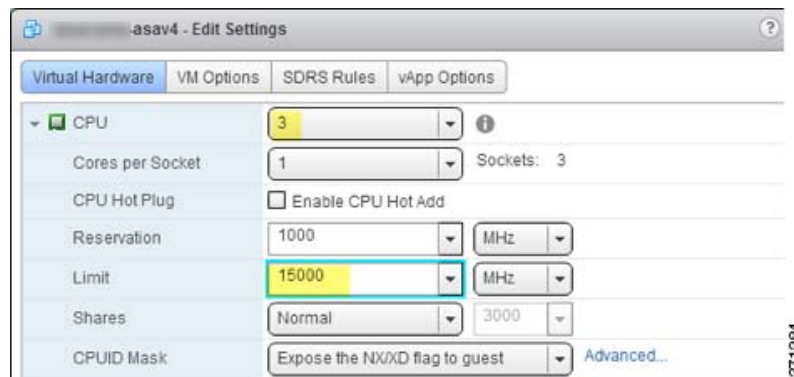 asav4 - Edit Settings
?
Virtual Hardware VM Options SDRS Rules vApp Options
CPU 3 i
Cores per Socket 1 Sockets: 3
CPU Hot Plug Enable CPU Hot Add
Reservation 1000 MHz
Limit 15000 MHz
Shares Normal 3000
CPUID Mask Expose the NX/XD flag to guest Advanced...